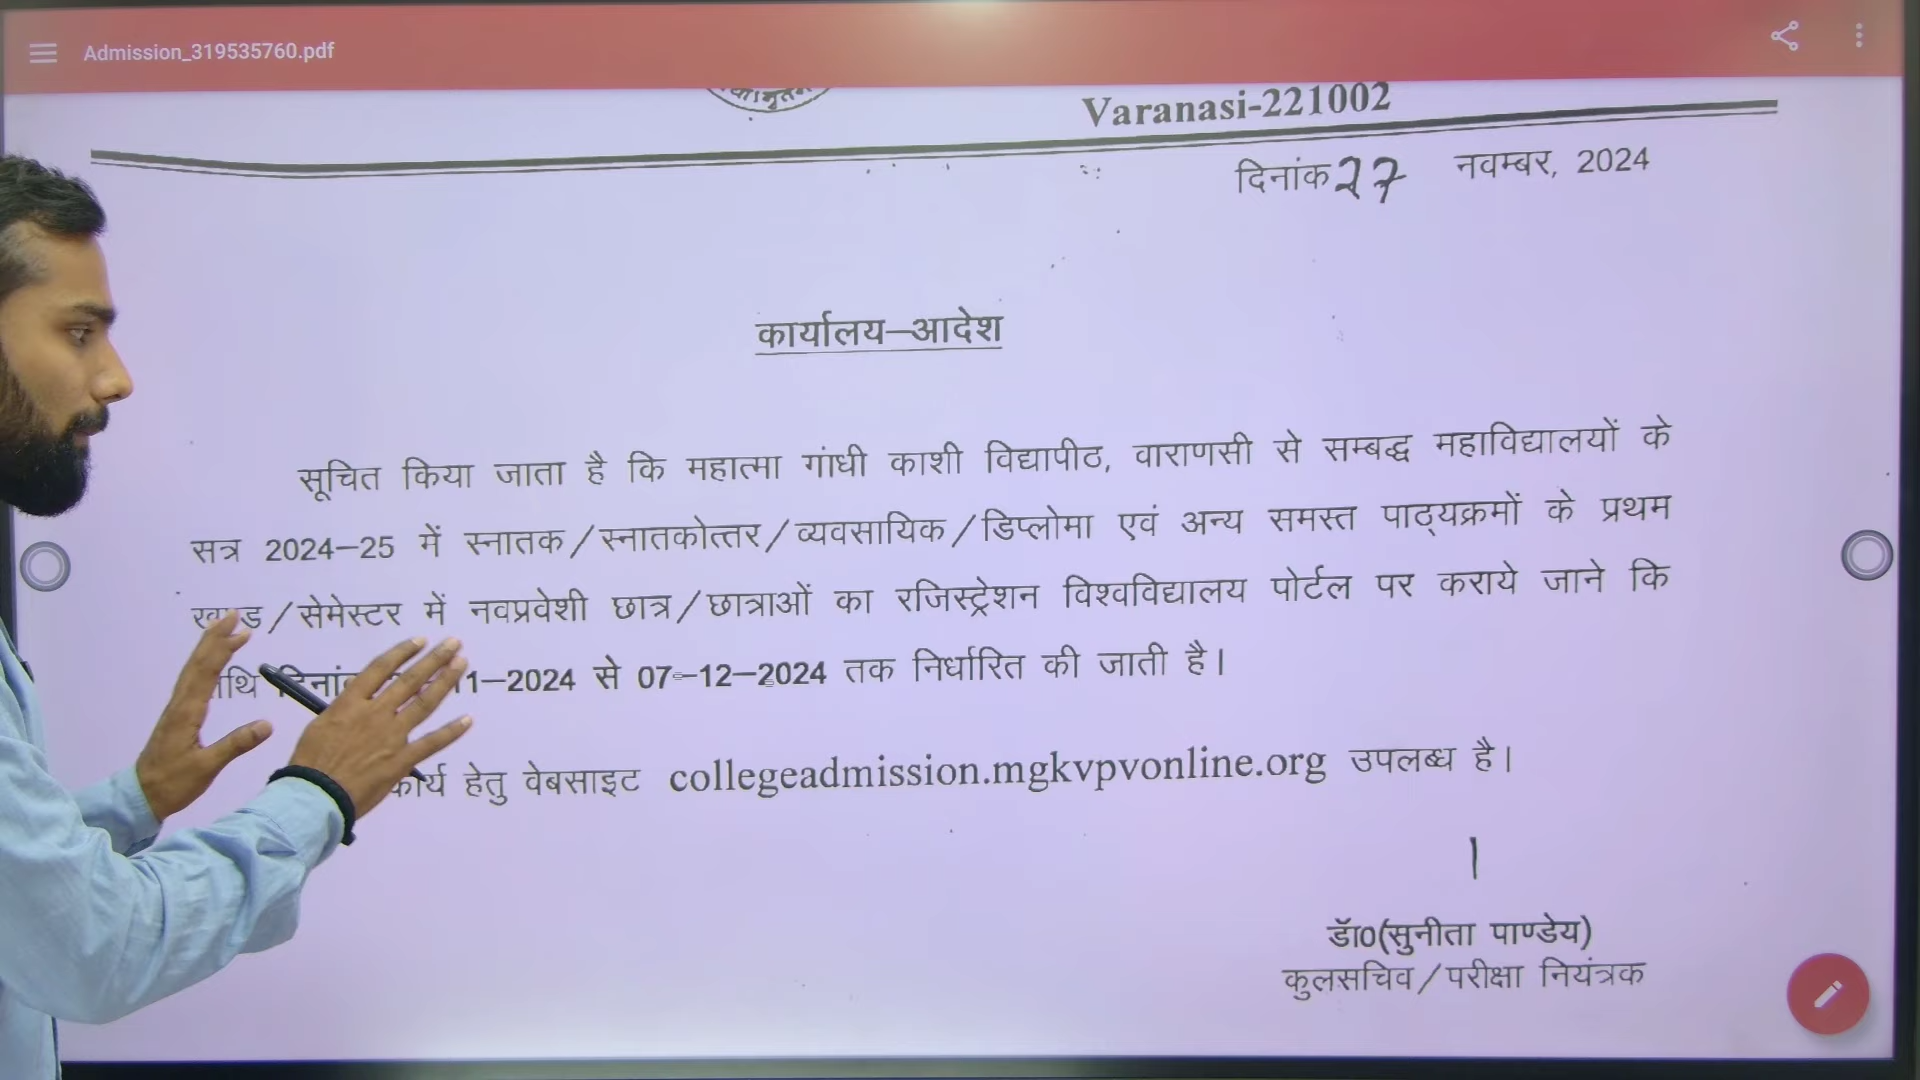 Admission_319535760.pdf
Varanasi-221002
दिनांक 27 नवम्बर, 2024
कार्यालय–आदेश
सूचित किया जाता है कि महात्मा गांधी काशी विद्यापीठ, वाराणसी से सम्बद्ध महाविद्यालयों के
सत्र 2024–25 में स्नातक/स्नातकोत्तर/व्यवसायिक/डिप्लोमा एवं अन्य समस्त पाठ्यक्रमों के प्रथम
/सेमेस्टर में नवप्रवेशी छात्र/छात्राओं का रजिस्ट्रेशन विश्वविद्यालय पोर्टल पर कराये जाने कि
1–2024 से 07–12–2024 तक निर्धारित की जाती है।
कार्य हेतु वेबसाइट collegeadmission.mgkvpvonline.org उपलब्ध है।
डॉ0(सुनीता पाण्डेय)
कुलसचिव/परीक्षा नियंत्रक